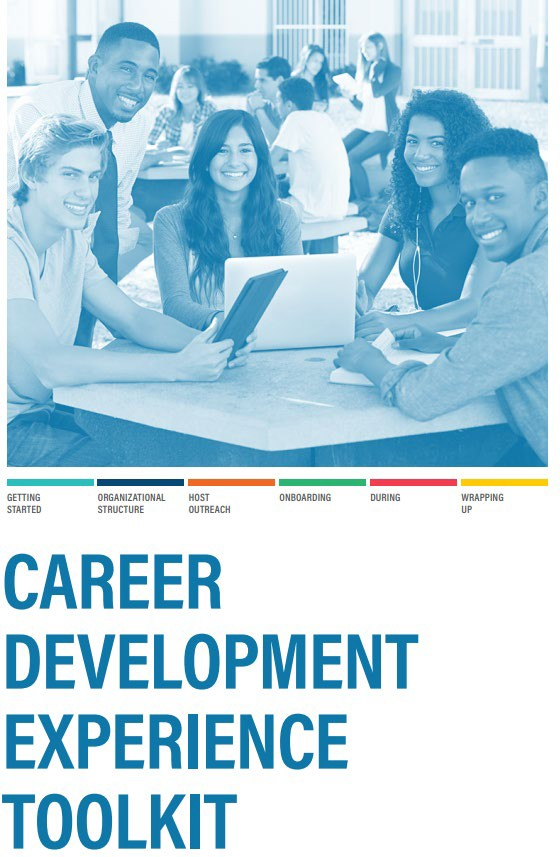 GETTING
STARTED
ORGANIZATIONAL
STRUCTURE
HOST
OUTREACH
ONBOARDING
DURING
WRAPPING
UP
CAREER
DEVELOPMENT
EXPERIENCE
TOOLKIT